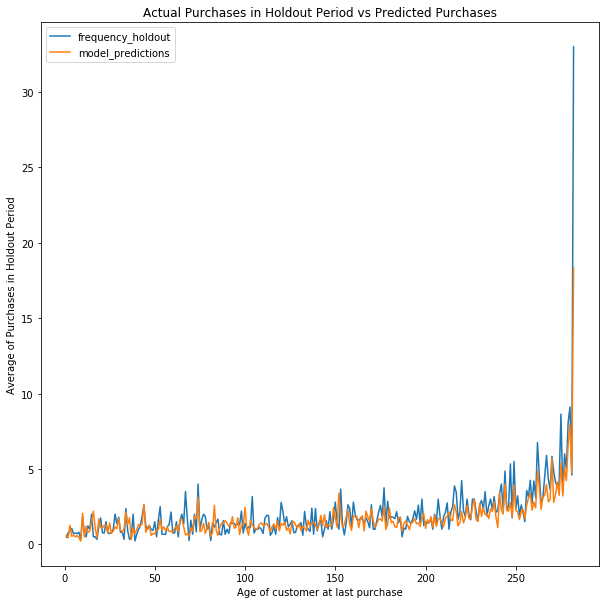 Actual Purchases in Holdout Period vs Predicted Purchases
frequency_holdout
model_predictions
Average of Purchases in Holdout Period
30
25
20
15
10
5
0
0
50
100
150
200
250
Age of customer at last purchase